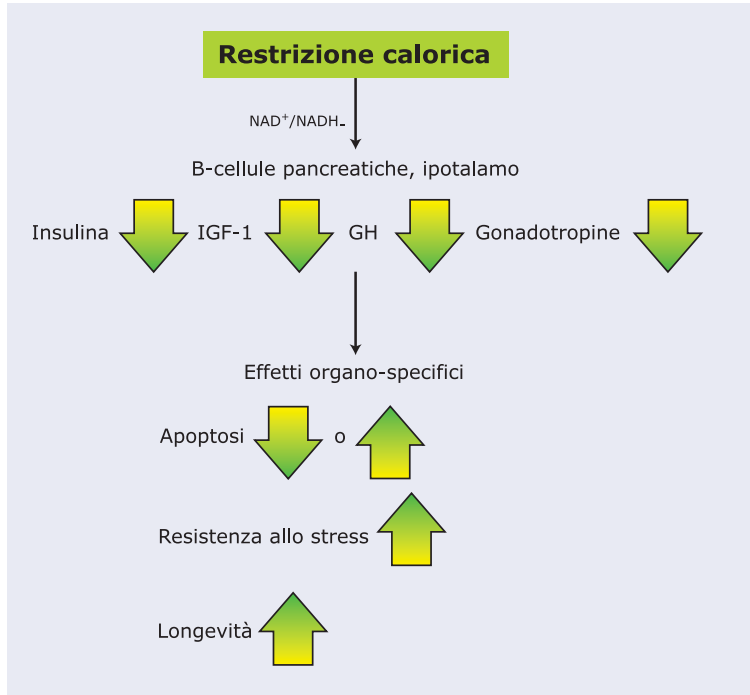 Restrizione calorica
NAD⁺/NADH-
B-cellule pancreatiche, ipotalamo
Insulina IGF-1 GH Gonadotropine
Effetti organo-specifici
Apoptosi o
Resistenza allo stress
Longevità